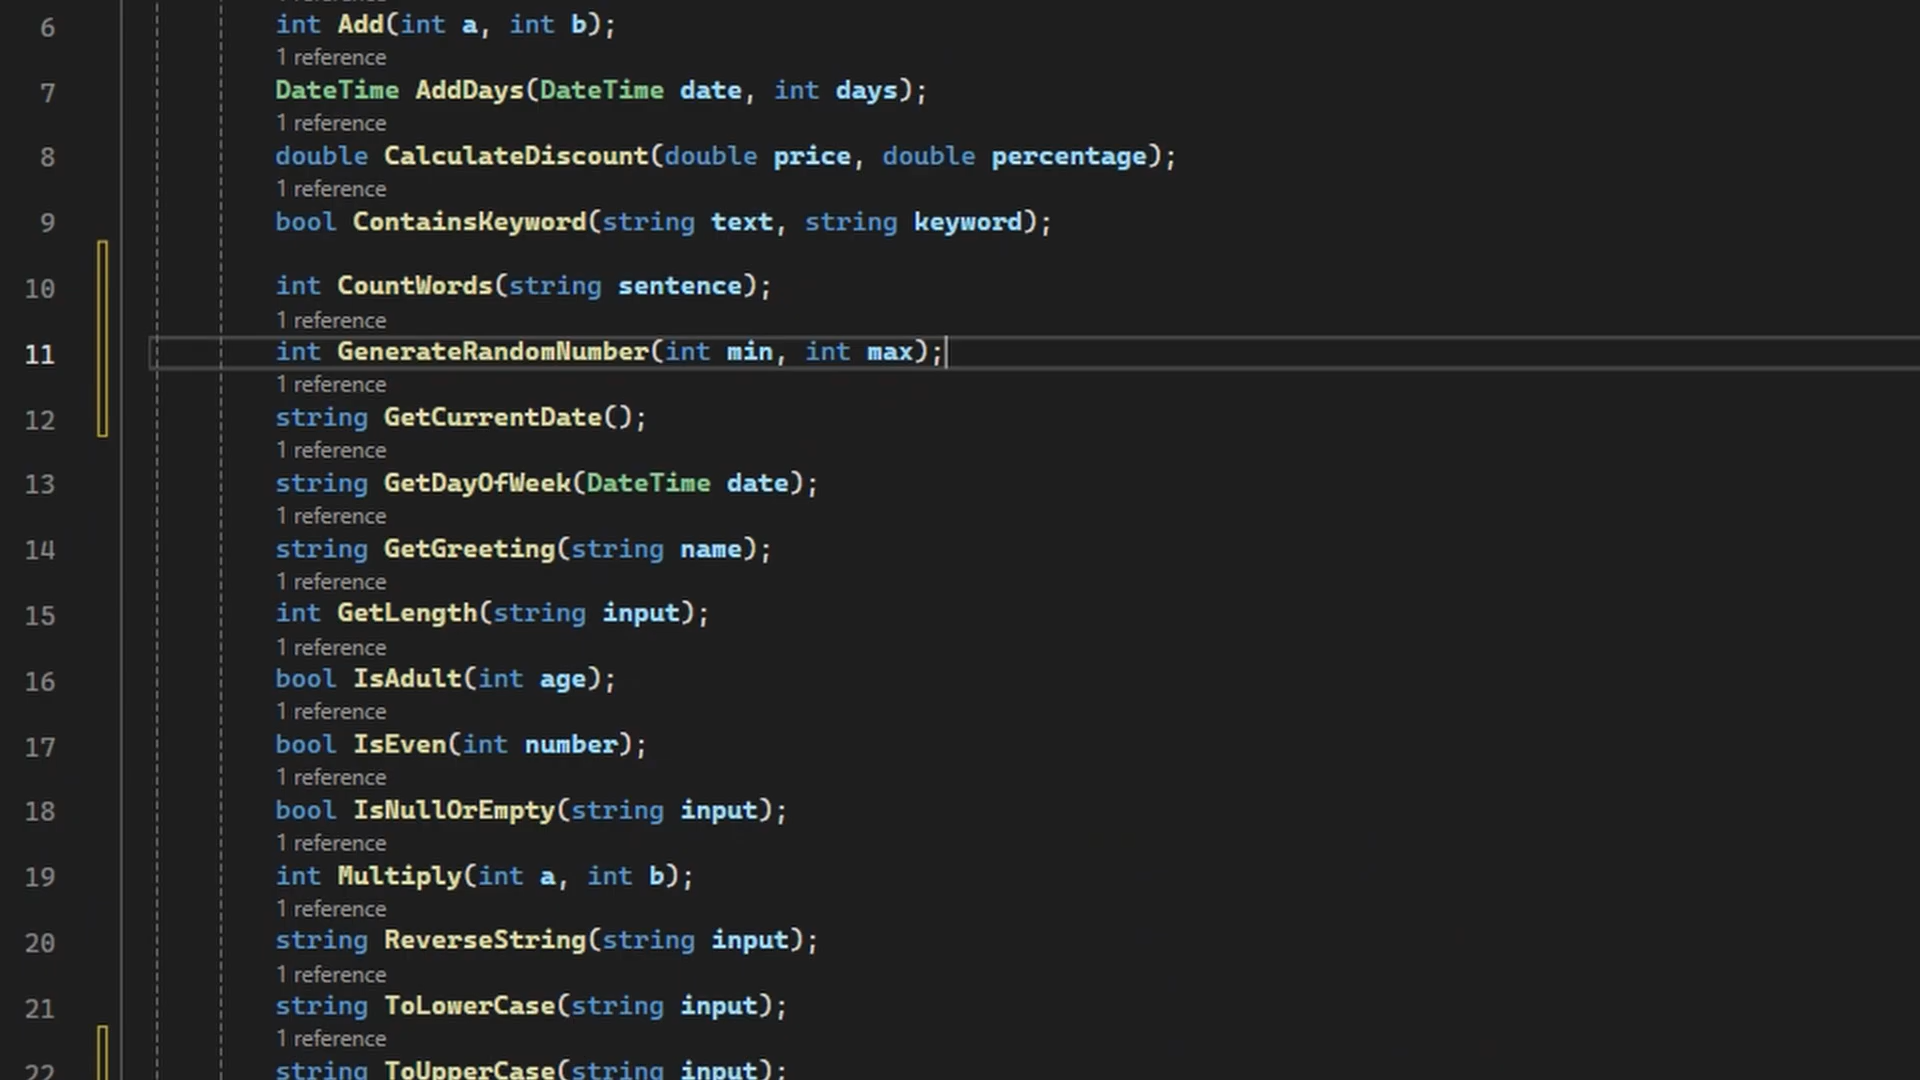 6 int Add(int a, int b);
1 reference
7 DateTime AddDays(DateTime date, int days);
1 reference
8 double CalculateDiscount(double price, double percentage);
1 reference
9 bool ContainsKeyword(string text, string keyword);
10 int CountWords(string sentence);
1 reference
11 int GenerateRandomNumber(int min, int max);
1 reference
12 string GetCurrentDate();
1 reference
13 string GetDayOfWeek(DateTime date);
1 reference
14 string GetGreeting(string name);
1 reference
15 int GetLength(string input);
1 reference
16 bool IsAdult(int age);
1 reference
17 bool IsEven(int number);
1 reference
18 bool IsNullOrEmpty(string input);
1 reference
19 int Multiply(int a, int b);
1 reference
20 string ReverseString(string input);
1 reference
21 string ToLowerCase(string input);
1 reference
22 string ToUpperCase(string input);